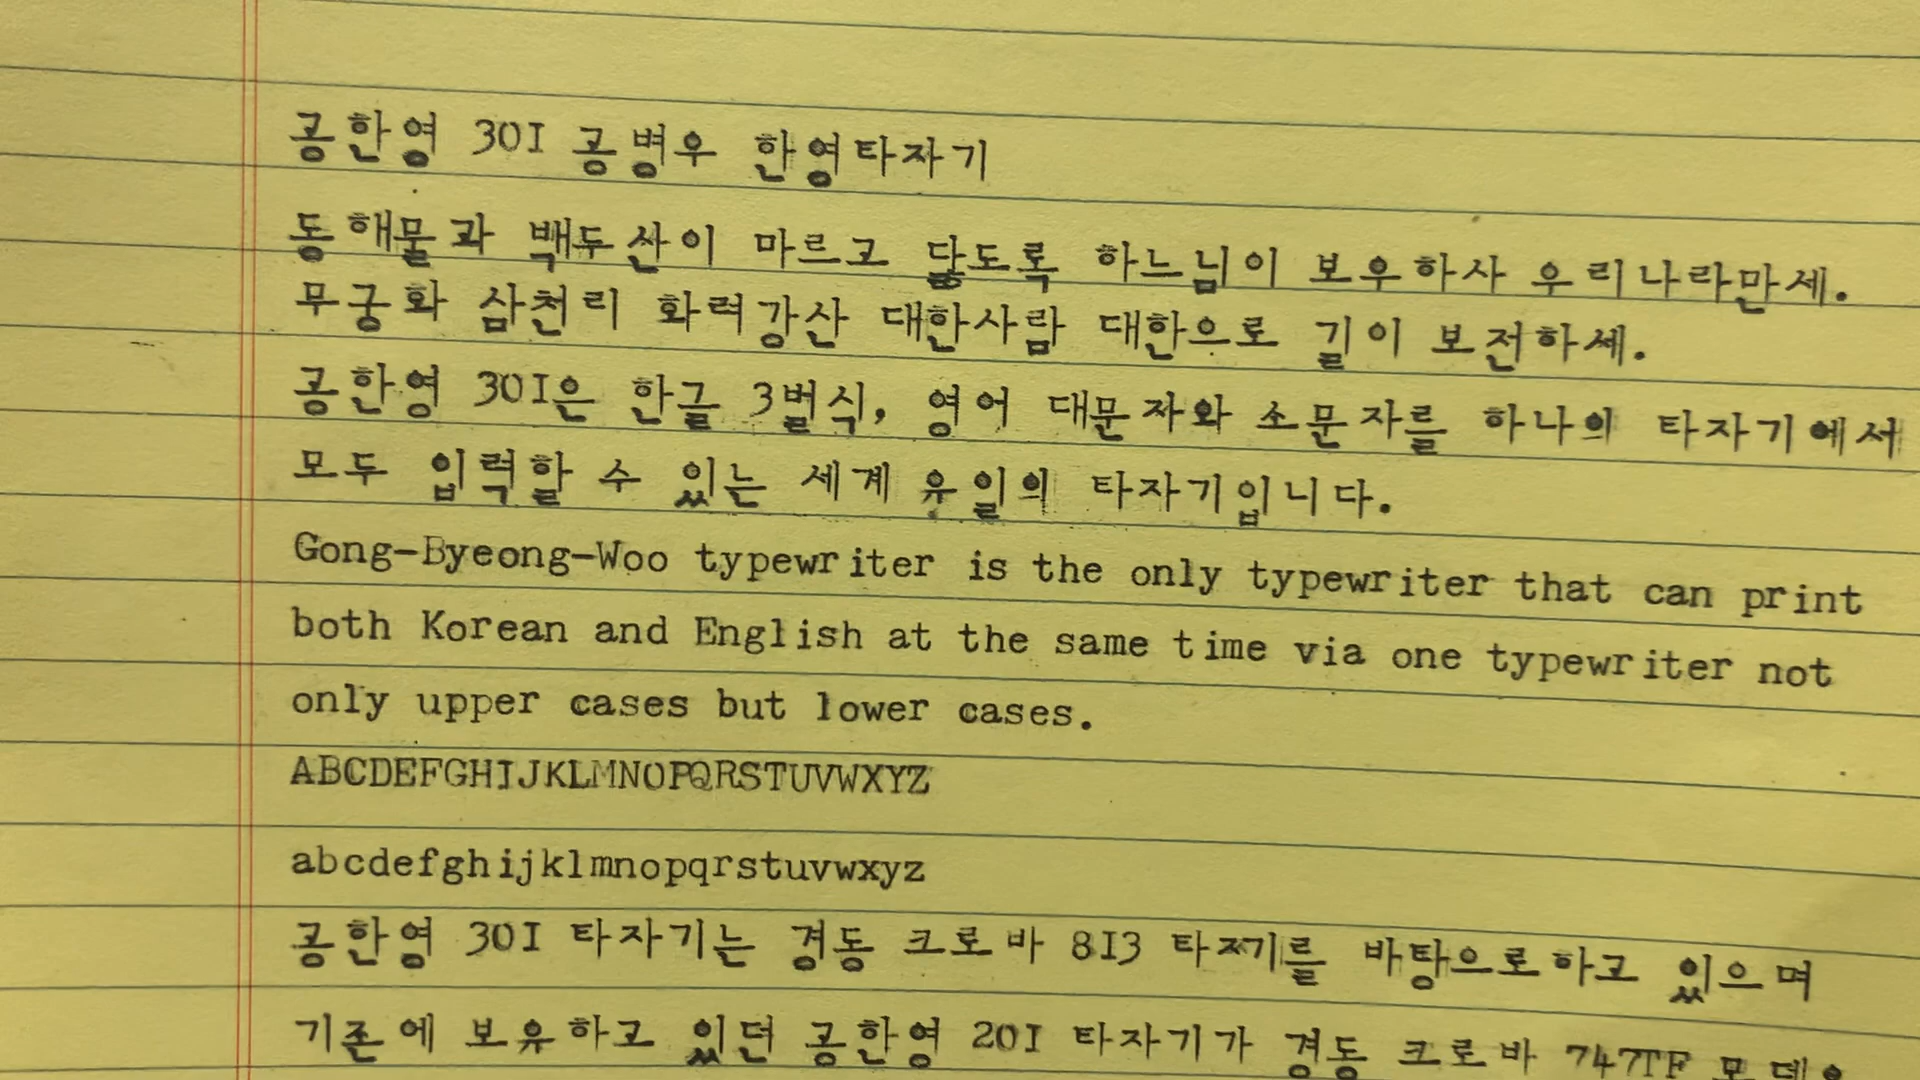 공한영 30I 공병우 한영타자기
동해물과 백두산이 마르고 닳도록 하느님이 보우하사 우리나라만세.
무궁화 삼천리 화려강산 대한사람 대한으로 길이 보전하세.
공한영 30I은 한글 3벌식, 영어 대문자와 소문자를 하나의 타자기에서
모두 입력할 수 있는 세계 유일의 타자기입니다.
Gong-Byeong-Woo typewriter is the only typewriter that can print
both Korean and English at the same time via one typewriter not
only upper cases but lower cases.
ABCDEFGHIJKLMNOPQRSTUVWXYZ
abcdefghijklmnopqrstuvwxyz
공한영 30I 타자기는 경동 크로바 8I3 타자기를 바탕으로하고 있으며
기존에 보유하고 있던 공한영 20I 타자기가 경동 크로바 747TF